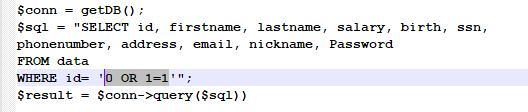 $conn = getDB();
$sql = "SELECT id, firstname, lastname, salary, birth, ssn,
phonenumber, address, email, nickname, Password
FROM data
WHERE id= '0 OR 1=1'";
$result = $conn->query($sql))